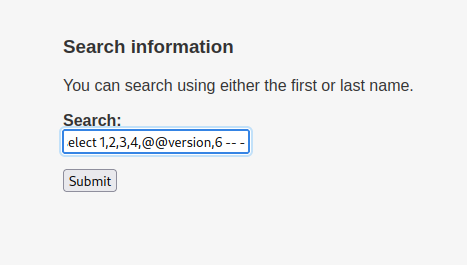 Search information
You can search using either the first or last name.
Search:
elect 1,2,3,4,@@version,6 -- -
Submit